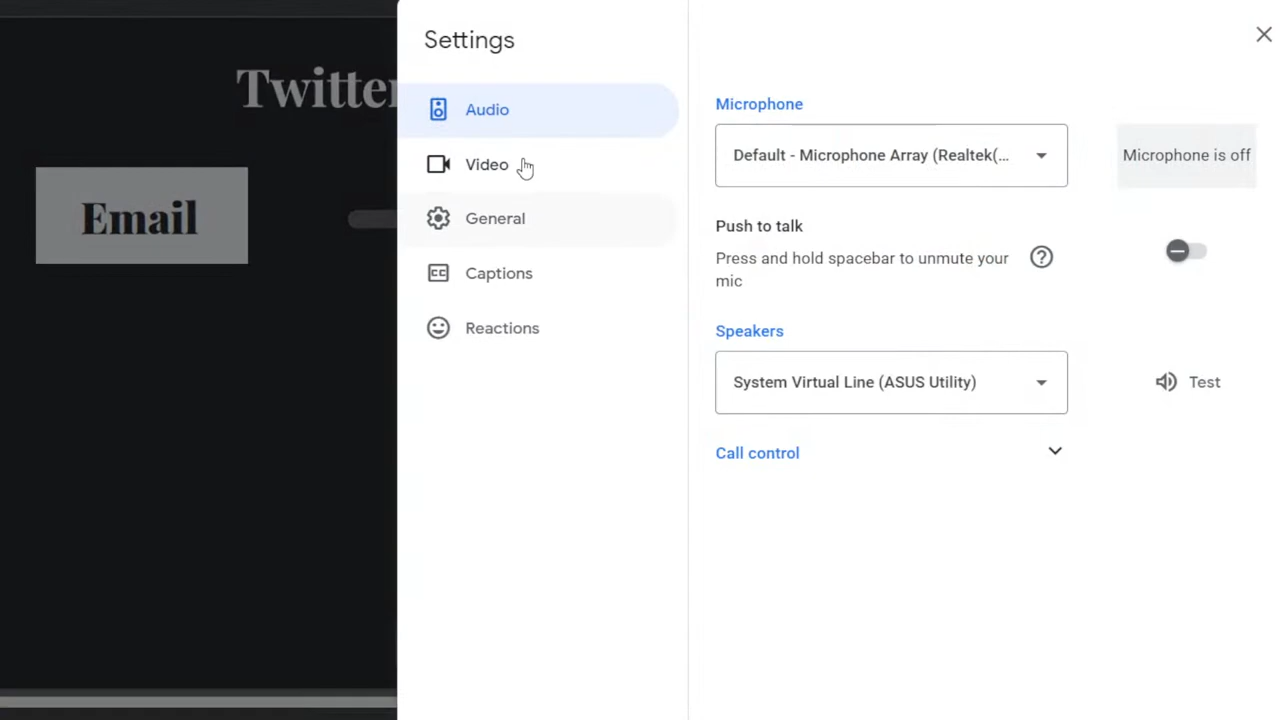 Settings
Twitter
Email
Audio
Video
General
Captions
Reactions
Microphone
Default - Microphone Array (Realtek(...
Microphone is off
Push to talk
Press and hold spacebar to unmute your
mic
Speakers
System Virtual Line (ASUS Utility)
Test
Call control